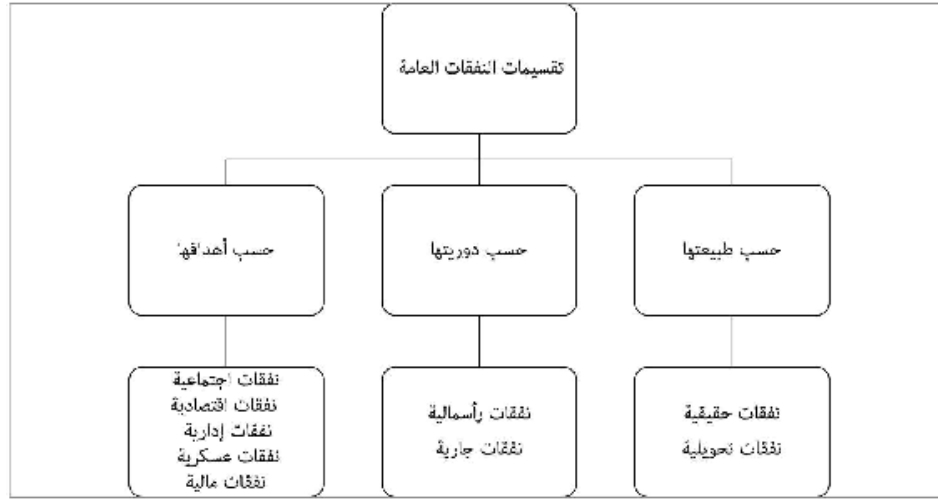 تقسيمات النفقات العامة
حسب طبيعتها
حسب دوريتها
حسب أهدافها
نفقات حقيقية
نفقات تحويلية
نفقات رأسمالية
نفقات جارية
نفقات اجتماعية
نفقات اقتصادية
نفقات إدارية
نفقات عسكرية
نفقات مالية